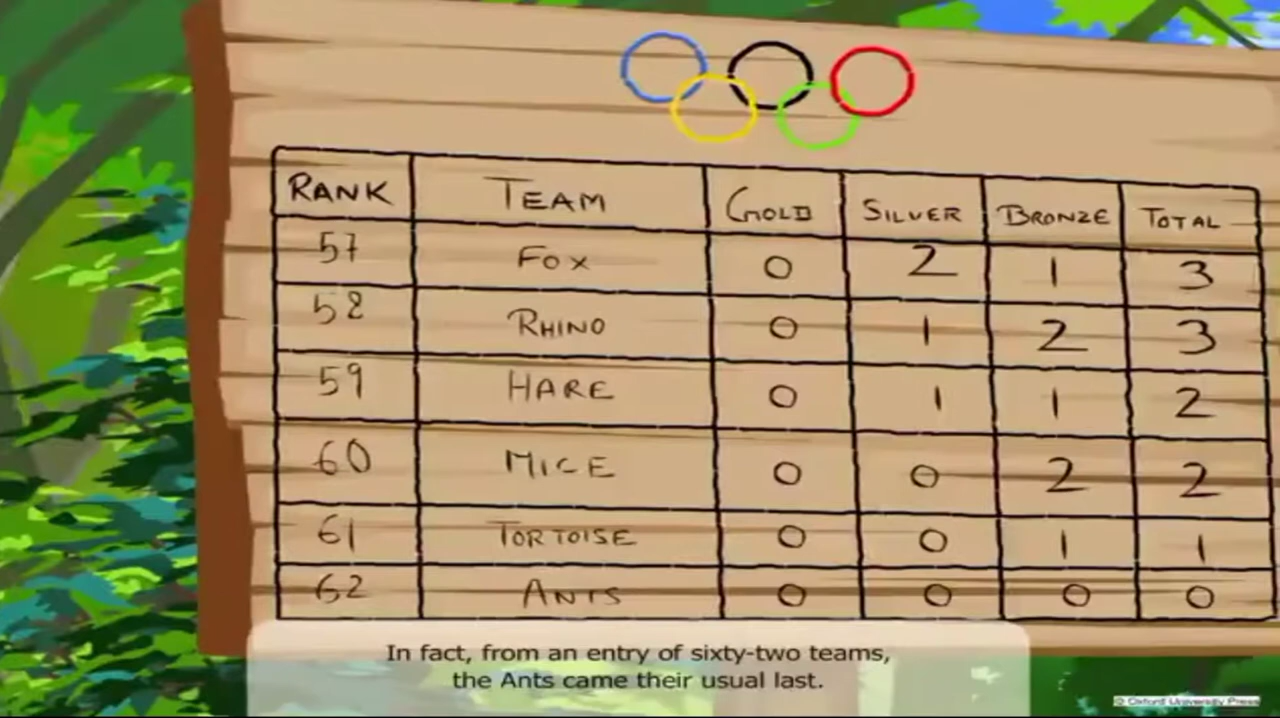 RANK TEAM GOLD SILVER BRONZE TOTAL
57 FOX 0 2 1 3
58 RHINO 0 1 2 3
59 HARE 0 1 1 2
60 MICE 0 0 2 2
61 TORTOISE 0 0 1 1
62 ANTS 0 0 0 0
In fact, from an entry of sixty-two teams,
the Ants came their usual last.
© Oxford University Press